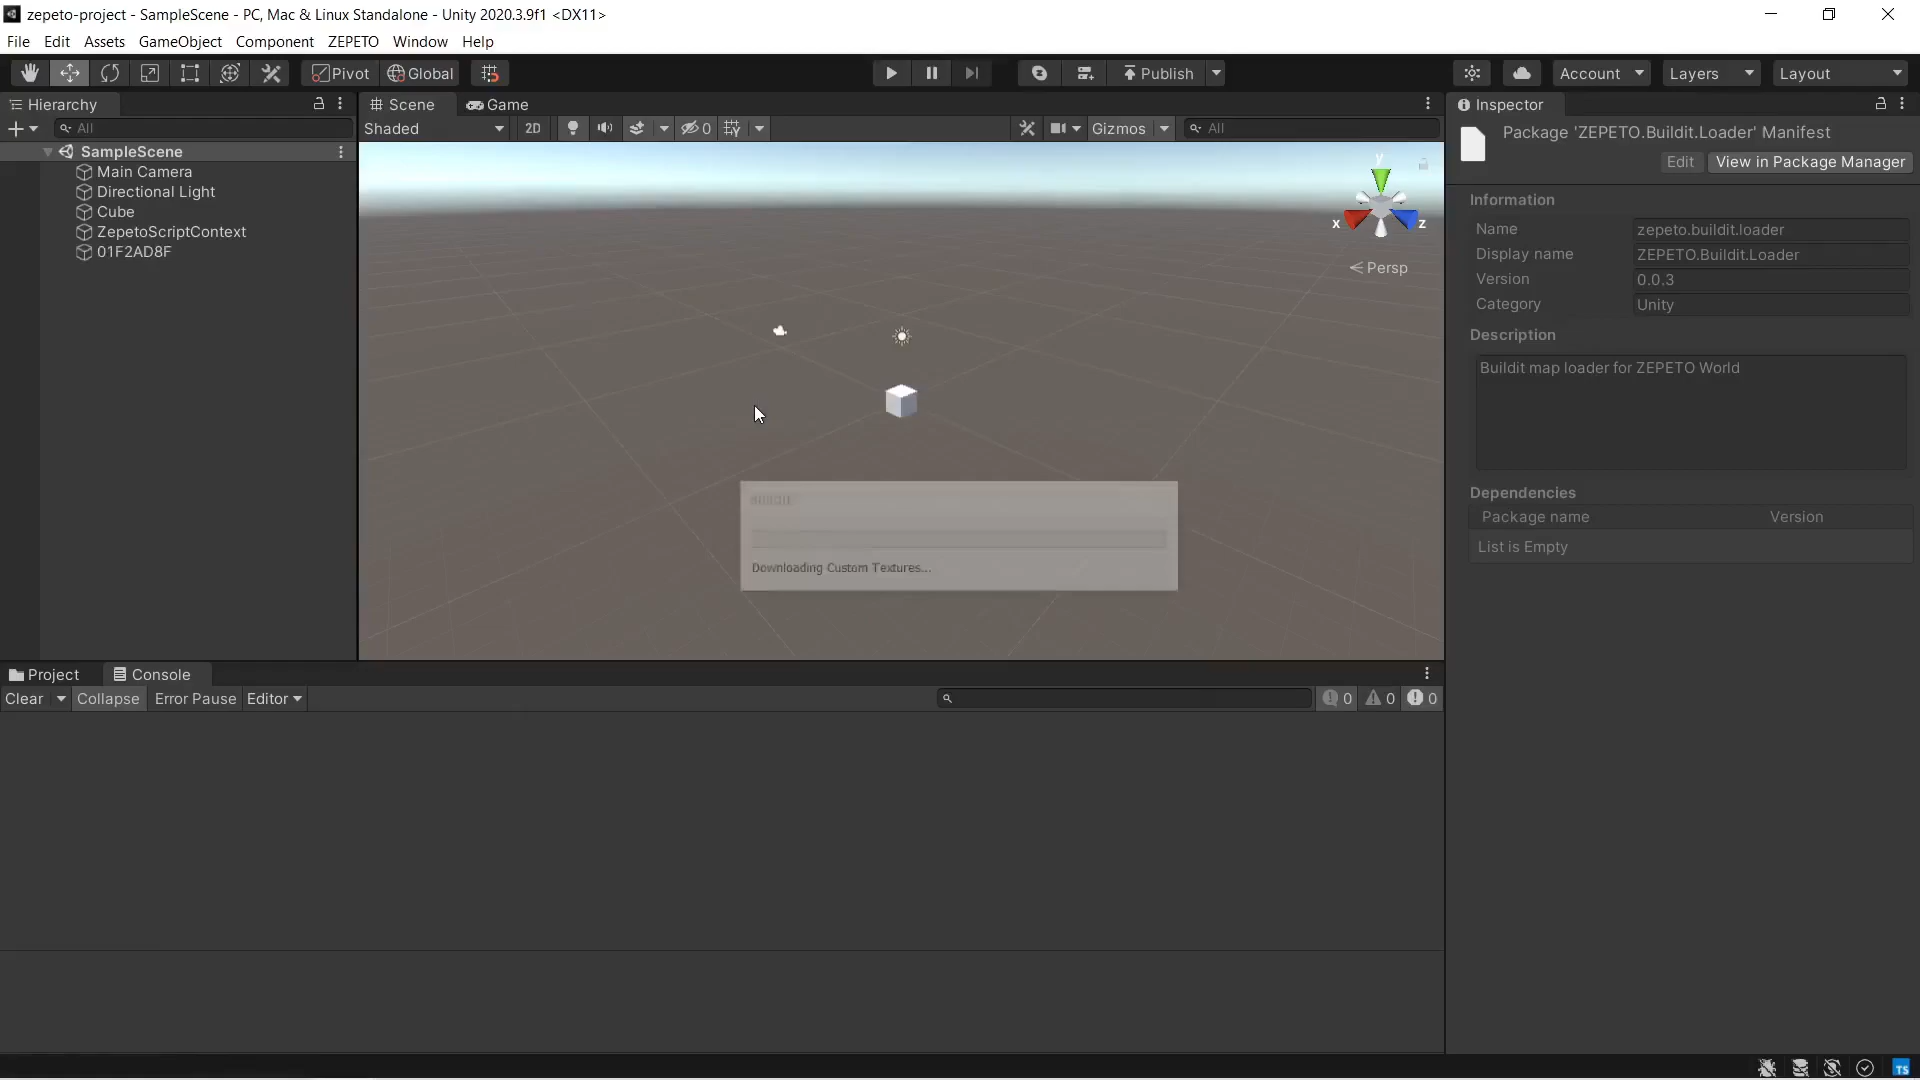 zepeto-project - SampleScene - PC, Mac & Linux Standalone - Unity 2020.3.9f1 <DX11>
File Edit Assets GameObject Component ZEPETO Window Help
Pivot Global Publish Account Layers Layout
Hierarchy
All
SampleScene
Main Camera
Directional Light
Cube
ZepetoScriptContext
01F2AD8F
Scene Game
Shaded 2D 0 Gizmos All
y
x z
Persp
Downloading Custom Textures...
Inspector
Package 'ZEPETO.Buildit.Loader' Manifest
Edit View in Package Manager
Information
Name zepeto.buildit.loader
Display name ZEPETO.Buildit.Loader
Version 0.0.3
Category Unity
Description
Buildit map loader for ZEPETO World
Dependencies
Package name Version
List is Empty
Project Console
Clear Collapse Error Pause Editor 0 0 0
TS